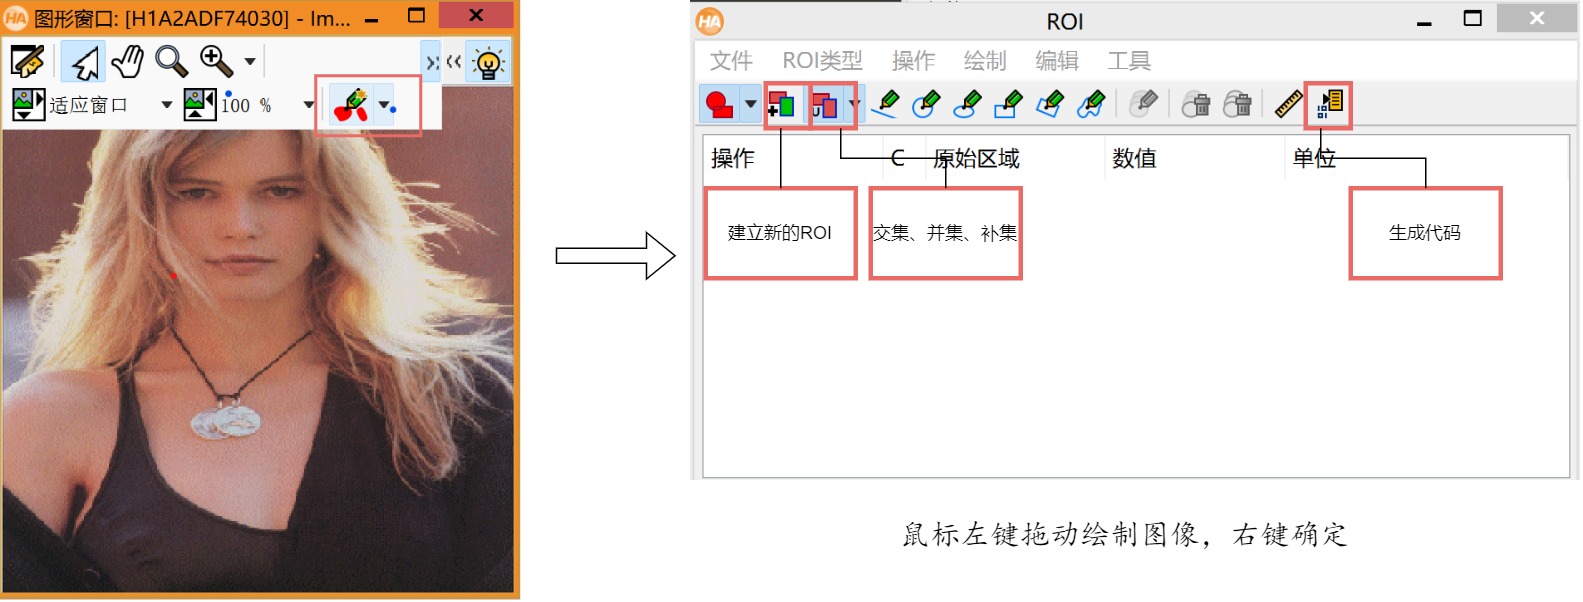 图形窗口: [H1A2ADF74030] - Im...
适应窗口
100 %
ROI
文件 ROI类型 操作 绘制 编辑 工具
操作 C 原始区域 数值 单位
建立新的ROI
交集、并集、补集
生成代码
鼠标左键拖动绘制图像，右键确定